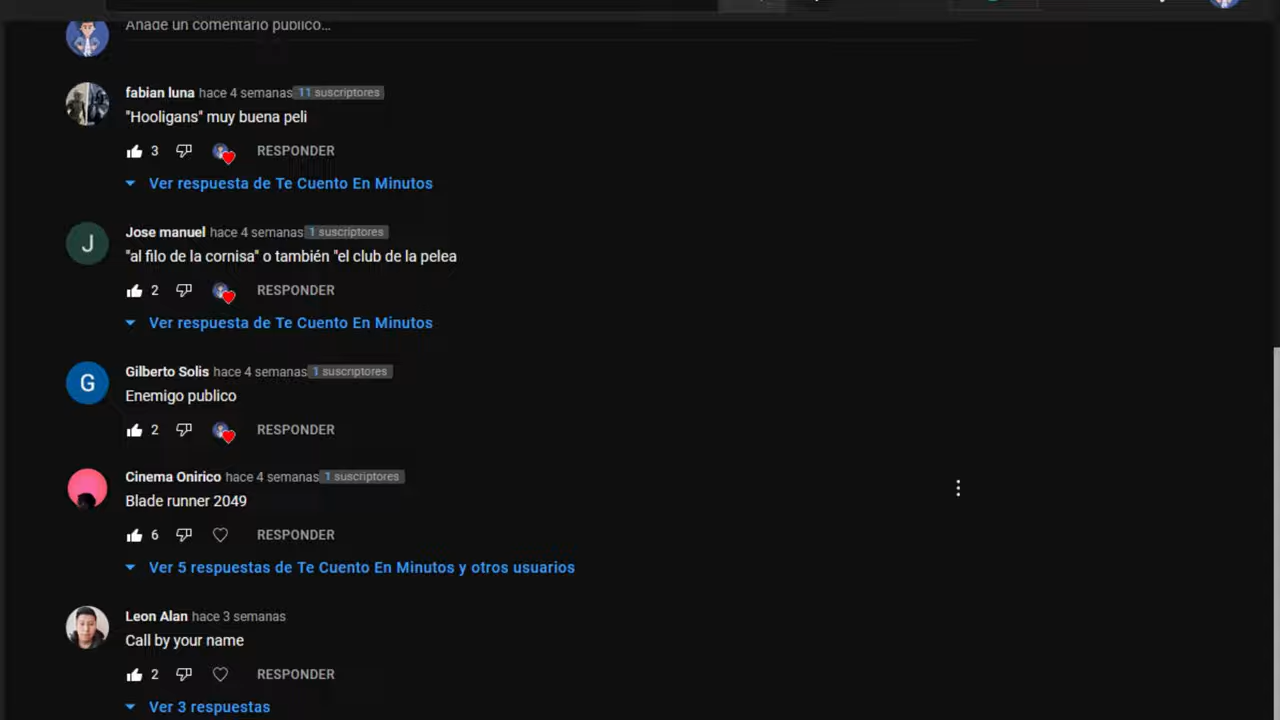 Añade un comentario público...
fabian luna hace 4 semanas 11 suscriptores
"Hooligans" muy buena peli
3 RESPONDER
Ver respuesta de Te Cuento En Minutos
J
Jose manuel hace 4 semanas 1 suscriptores
"al filo de la cornisa" o también "el club de la pelea
2 RESPONDER
Ver respuesta de Te Cuento En Minutos
G
Gilberto Solis hace 4 semanas 1 suscriptores
Enemigo publico
2 RESPONDER
Cinema Onirico hace 4 semanas 1 suscriptores
Blade runner 2049
6 RESPONDER
Ver 5 respuestas de Te Cuento En Minutos y otros usuarios
Leon Alan hace 3 semanas
Call by your name
2 RESPONDER
Ver 3 respuestas